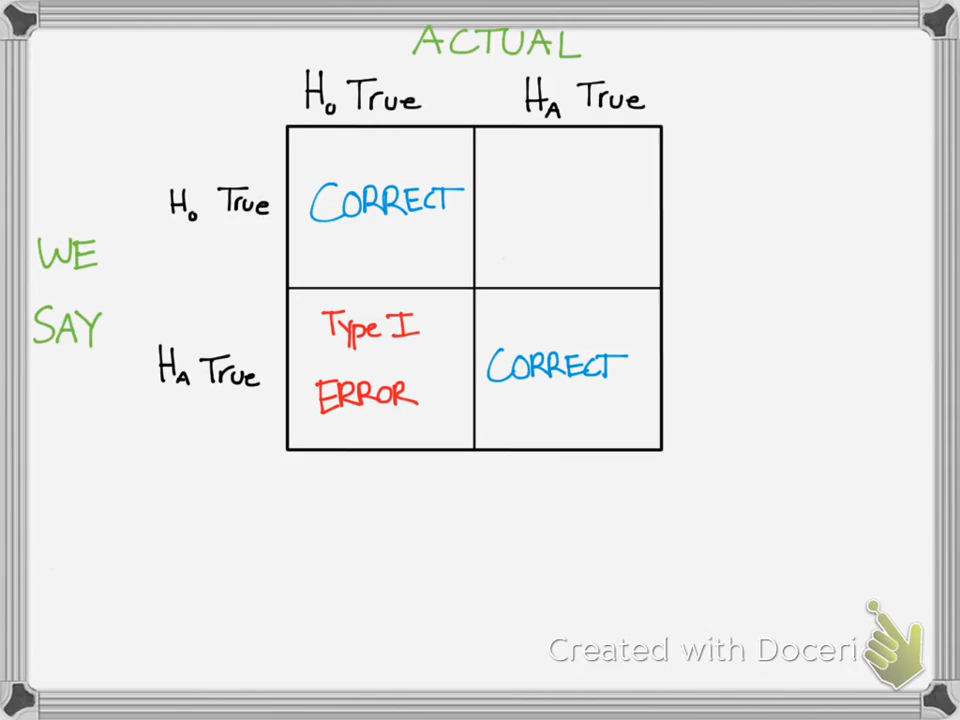 ACTUAL
H0 True HA True
H0 True CORRECT
WE
SAY
Type I
HA True ERROR CORRECT
Created with Doceri